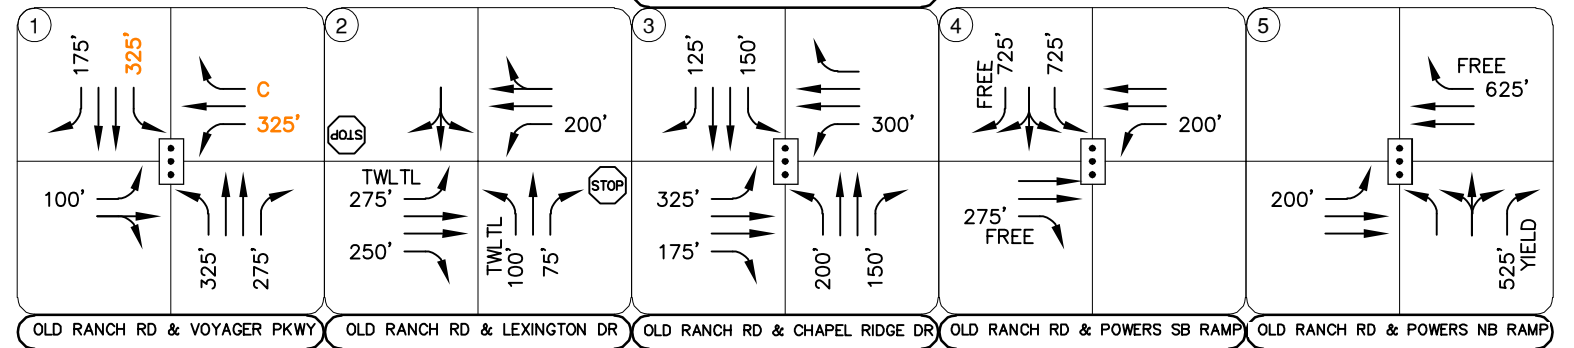 1
175'
325'
C
325'
100'
325'
275'
OLD RANCH RD & VOYAGER PKWY
2
STOP
200'
TWLTL
275'
250'
TWLTL
100'
75'
STOP
OLD RANCH RD & LEXINGTON DR
3
125'
150'
300'
325'
175'
200'
150'
OLD RANCH RD & CHAPEL RIDGE DR
4
FREE
725'
725'
200'
275'
FREE
OLD RANCH RD & POWERS SB RAMP
5
FREE
625'
200'
525'
YIELD
OLD RANCH RD & POWERS NB RAMP